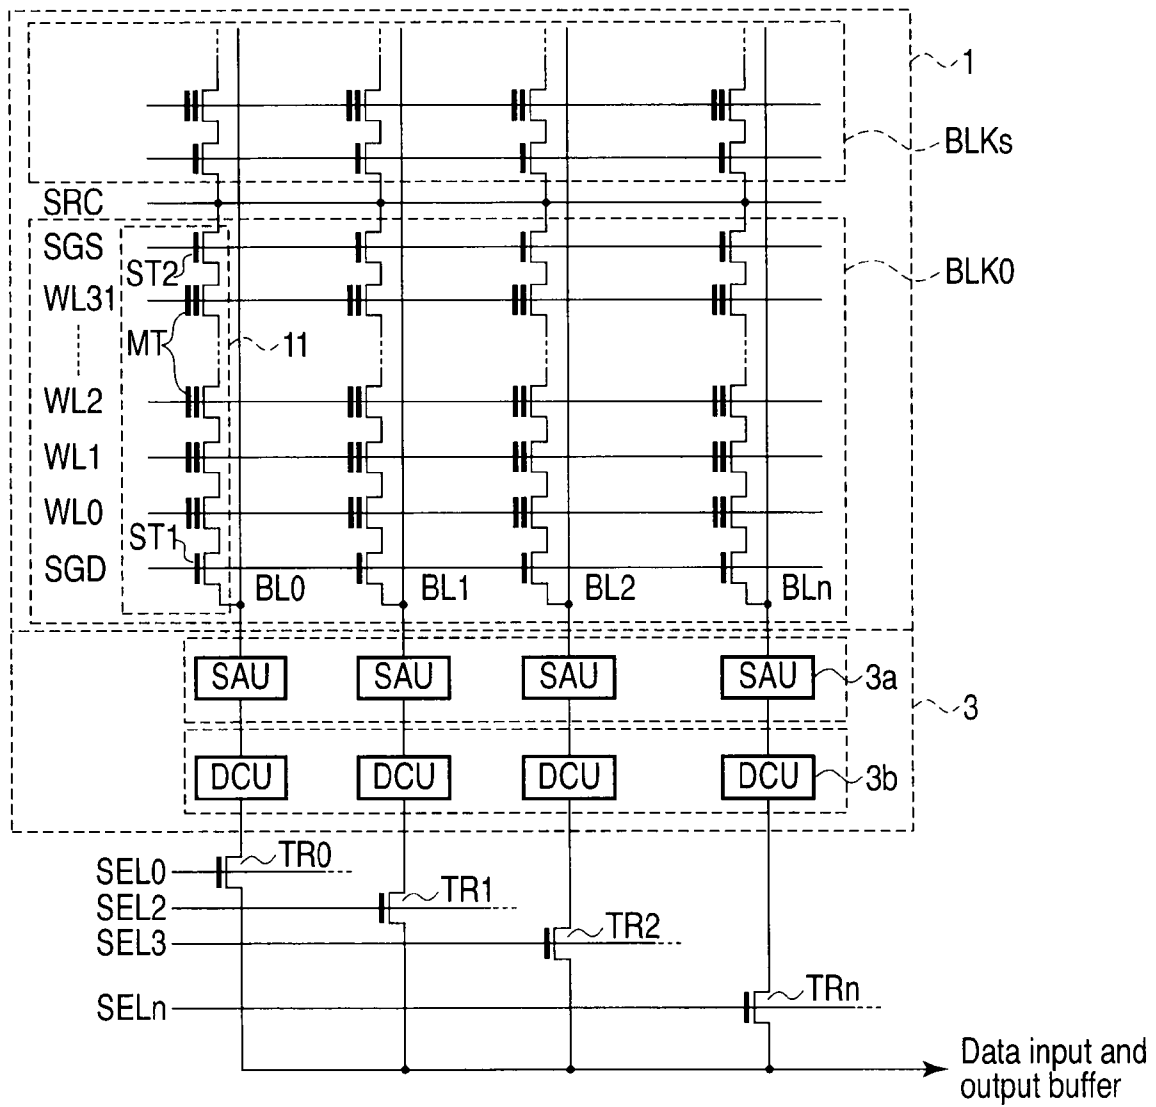 1
BLKs
SRC
SGS
ST2
BLK0
WL31
MT
11
WL2
WL1
WL0
ST1
SGD
BL0 BL1 BL2 BLn
SAU SAU SAU SAU
3a
3
DCU DCU DCU DCU
3b
SEL0 TR0
SEL2 TR1
SEL3 TR2
SELn TRn
Data input and
output buffer